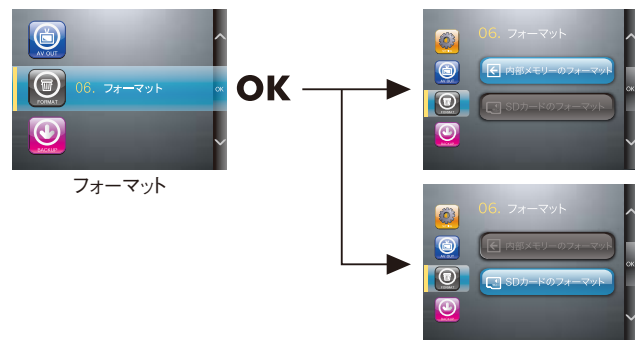 AV OUT
06. フォーマット
OK
FORMAT
BACKUP
フォーマット
OK
06. フォーマット
AV OUT
内部メモリーのフォーマット
OK
SDカードのフォーマット
06. フォーマット
AV OUT
内部メモリーのフォーマット
OK
SDカードのフォーマット